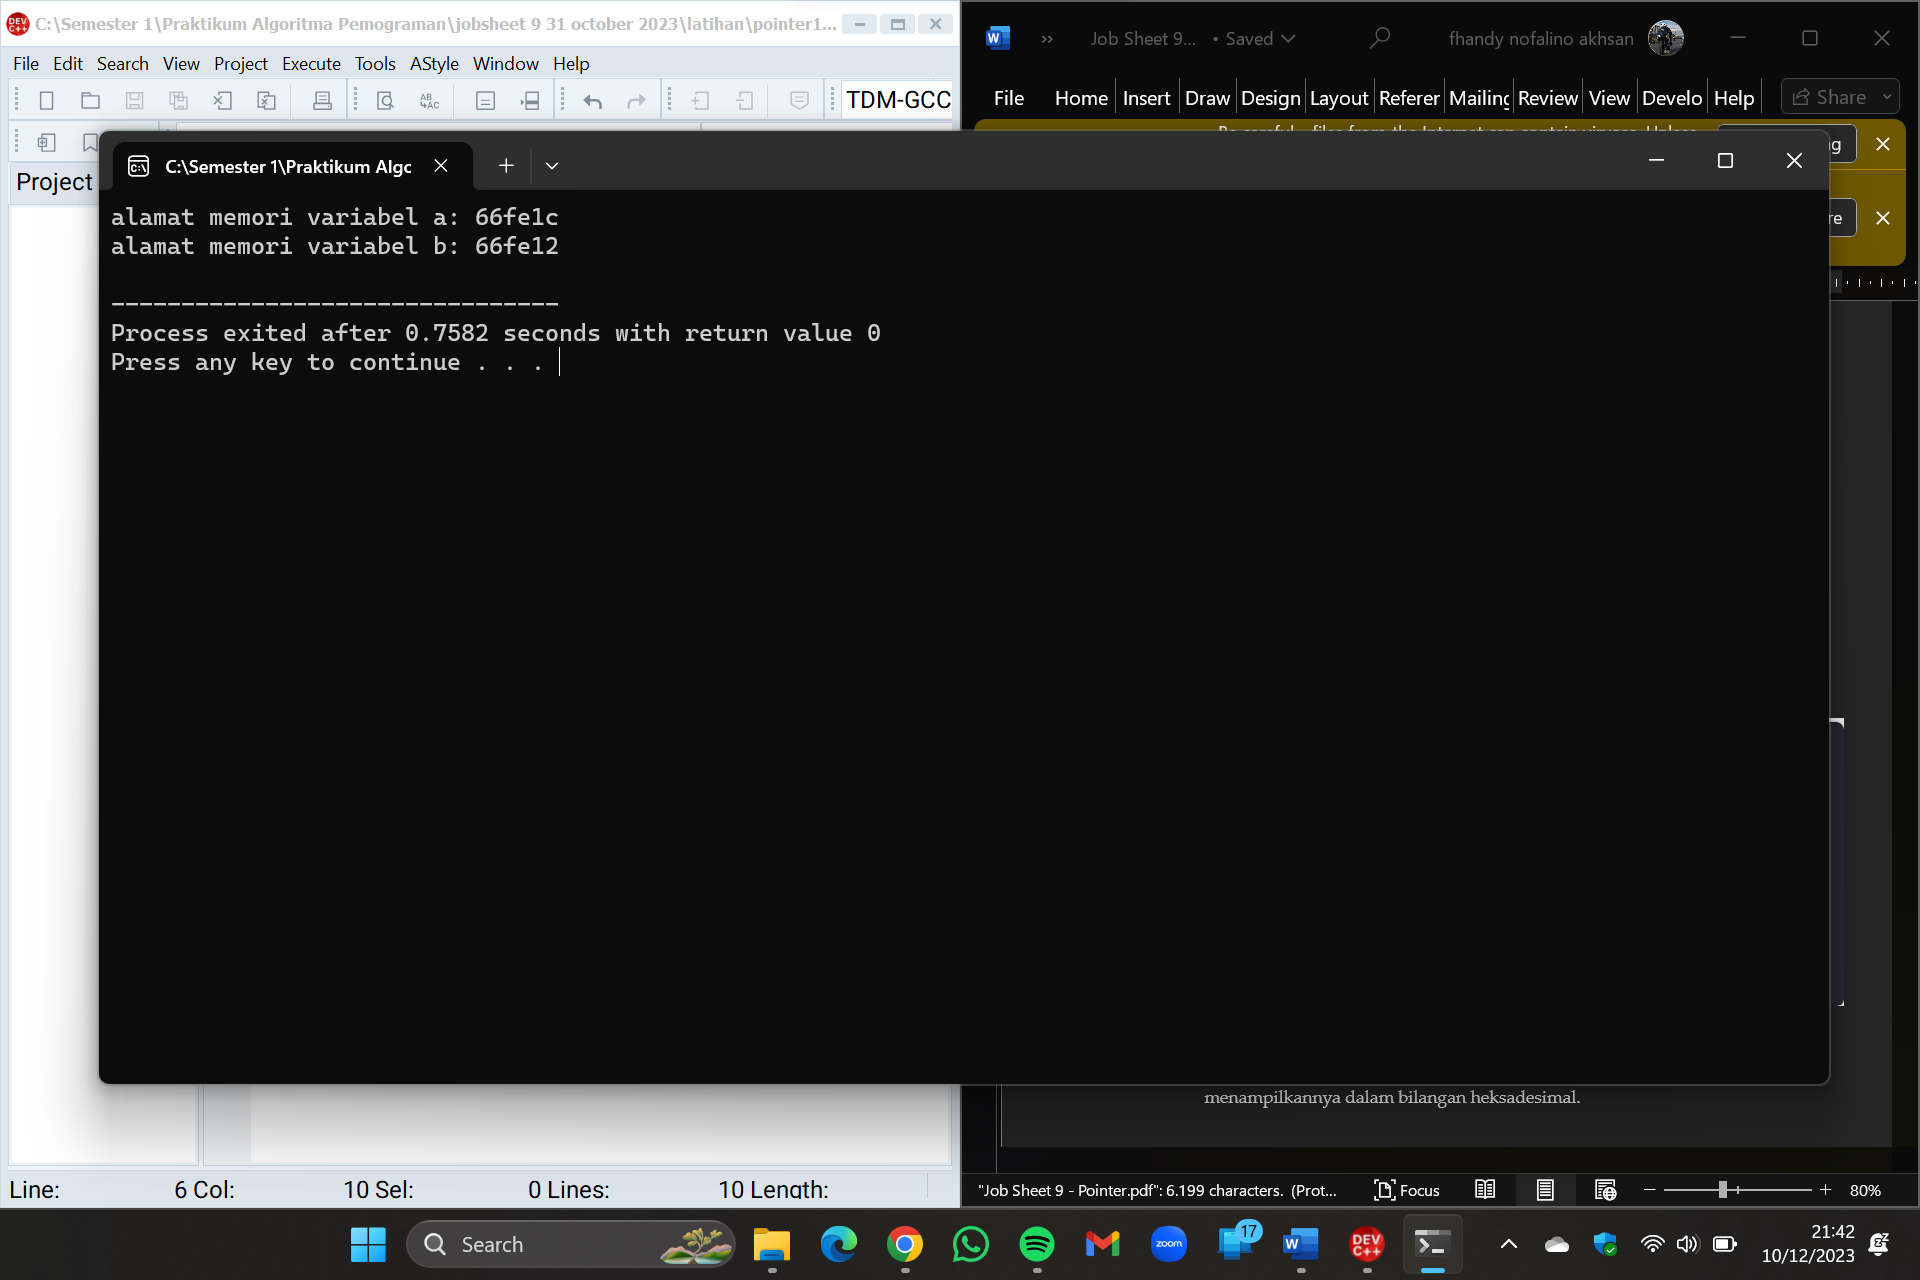 C:\Semester 1\Praktikum Algoritma Pemograman\jobsheet 9 31 october 2023\latihan\pointer1...
File Edit Search View Project Execute Tools AStyle Window Help
TDM-GCC
Project
Job Sheet 9... • Saved
fhandy nofalino akhsan
File Home Insert Draw Design Layout Referer Mailing Review View Develo Help Share
C:\Semester 1\Praktikum Algo
alamat memori variabel a: 66fe1c
alamat memori variabel b: 66fe12
--------------------------------
Process exited after 0.7582 seconds with return value 0
Press any key to continue . . .
menampilkannya dalam bilangan heksadesimal.
Line: 6 Col: 10 Sel: 0 Lines: 10 Length:
"Job Sheet 9 - Pointer.pdf": 6.199 characters. (Prot...
Focus
80%
Search
zoom
17
DEV C++
21:42
10/12/2023